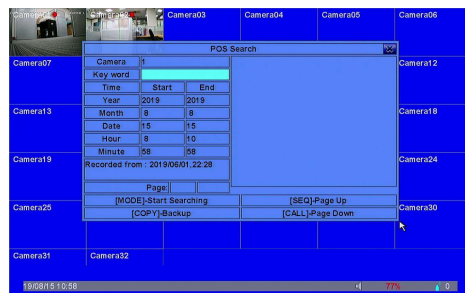 Camera03 Camera04 Camera05 Camera06
POS Search
Camera07 Camera12
Camera 1
Key word
Time Start End
Year 2019 2019
Month 8 8
Camera13 Camera18
Date 15 15
Hour 8 10
Minute 58 58
Camera19 Camera24
Recorded from : 2019/06/01,22:28
Page:
[MODE]-Start Searching [SEQ]-Page Up
Camera25 Camera30
[COPY]-Backup [CALL]-Page Down
Camera31 Camera32
19/08/15 10:58 77% 0